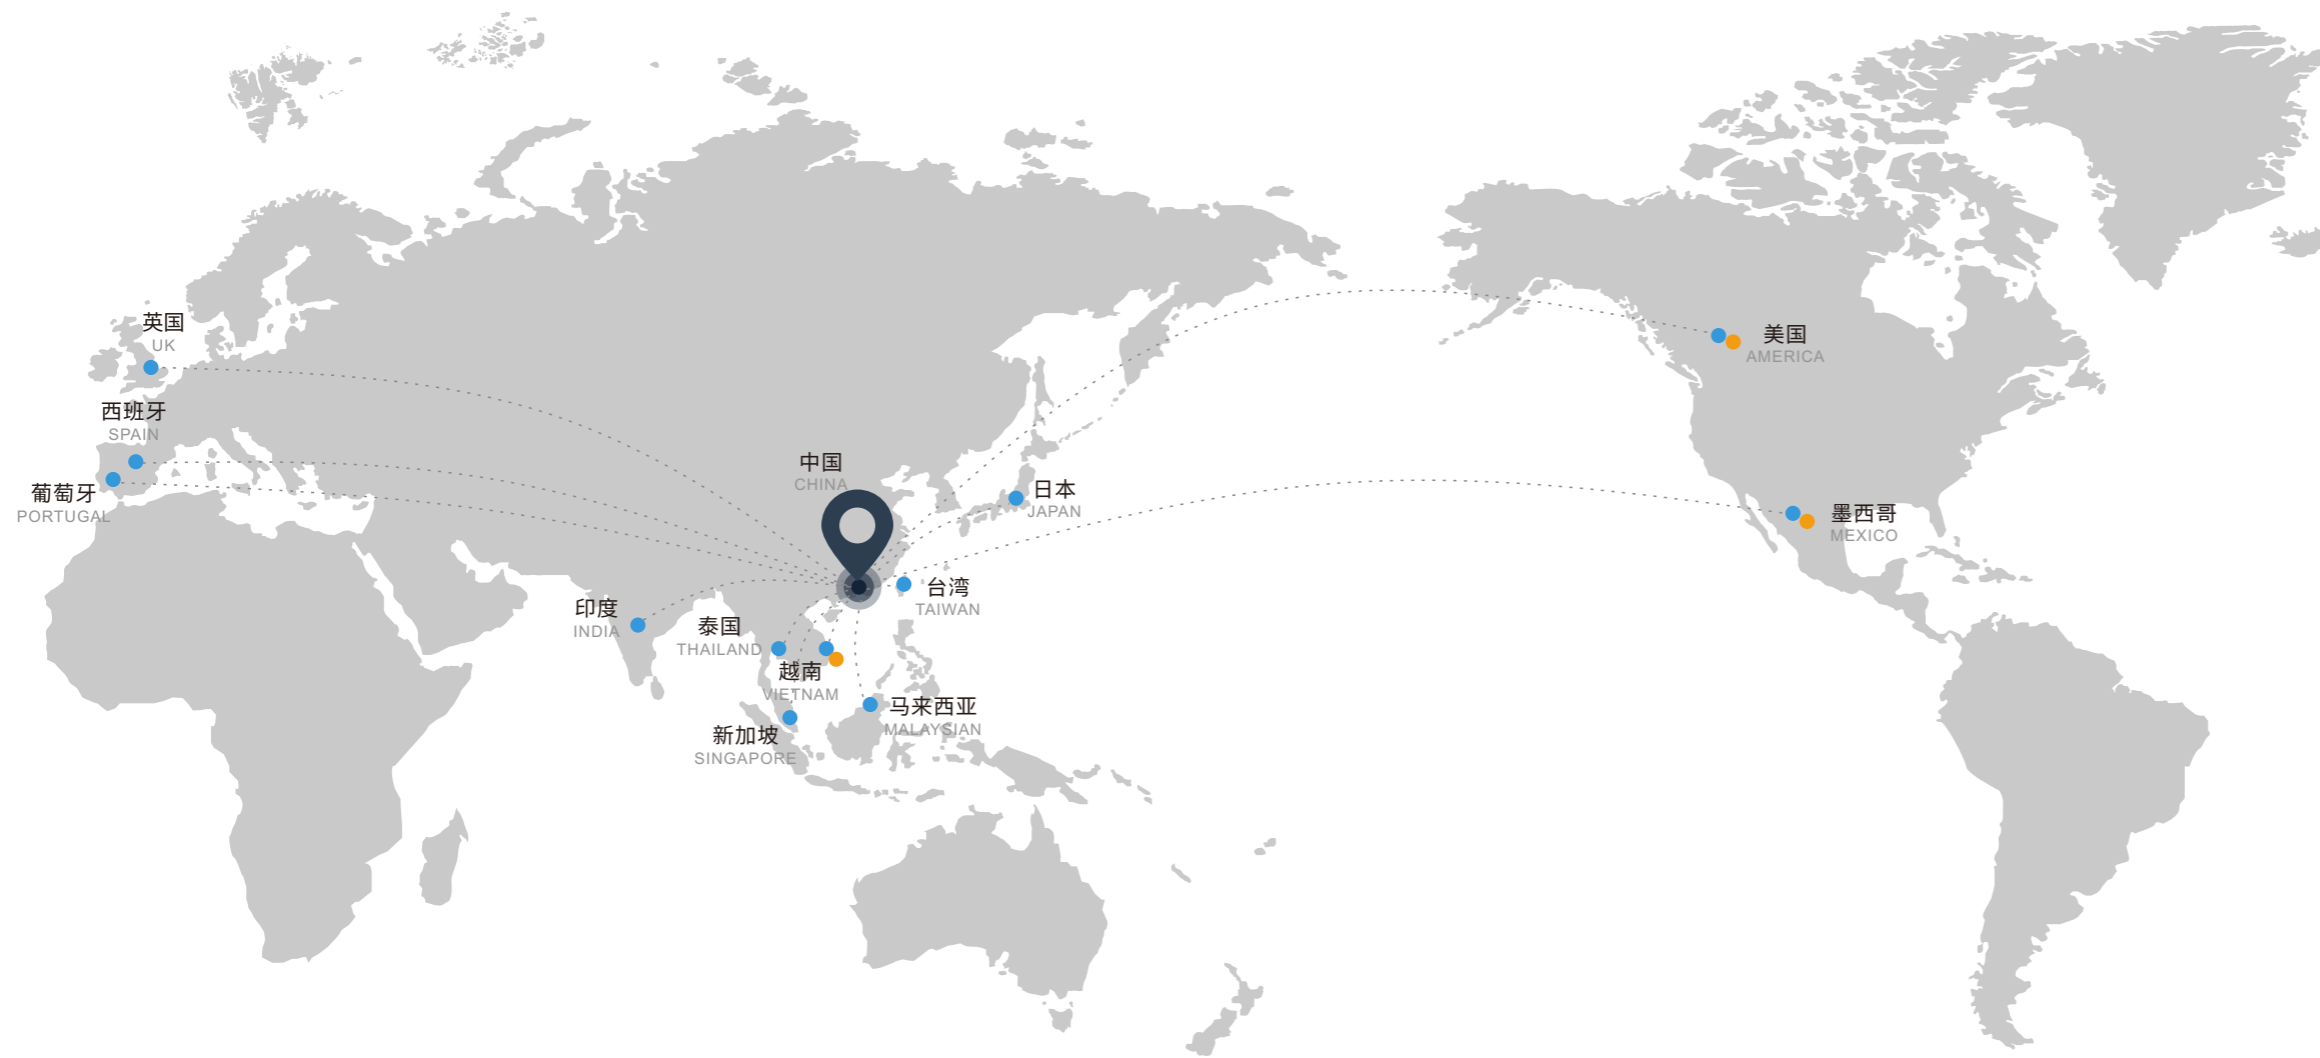 英国
UK
西班牙
SPAIN
葡萄牙
PORTUGAL
中国
CHINA
日本
JAPAN
台湾
TAIWAN
印度
INDIA
泰国
THAILAND
越南
VIETNAM
马来西亚
MALAYSIAN
新加坡
SINGAPORE
美国
AMERICA
墨西哥
MEXICO